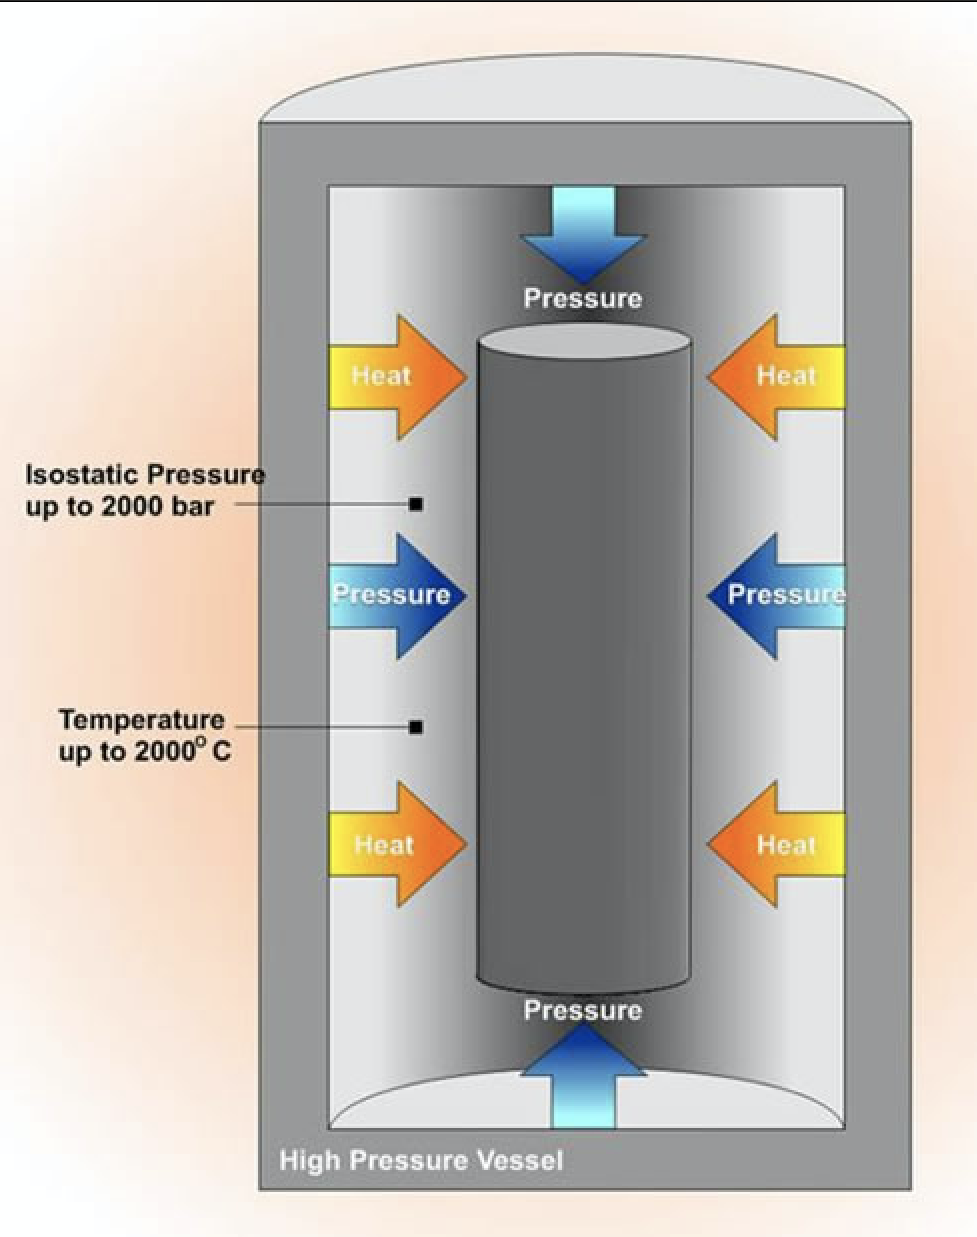 Pressure
Heat
Heat
Isostatic Pressure
up to 2000 bar
Pressure
Pressure
Temperature
up to 2000° C
Heat
Heat
Pressure
High Pressure Vessel